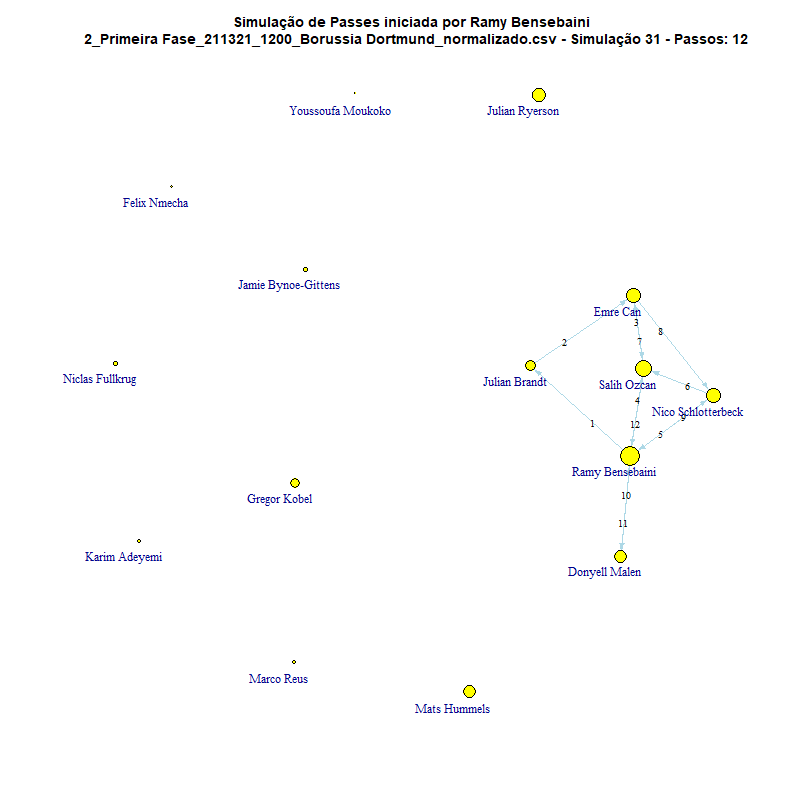 Simulação de Passes iniciada por Ramy Bensebaini
2_Primeira Fase_211321_1200_Borussia Dortmund_normalizado.csv - Simulação 31 - Passos: 12
Youssoufa Moukoko
Julian Ryerson
Felix Nmecha
Jamie Bynoe-Gittens
Emre Can
3
8
2
7
Niclas Fullkrug
Julian Brandt
Salih Ozcan
6
4
Nico Schlotterbeck
9
1
12
5
Ramy Bensebaini
10
Gregor Kobel
11
Karim Adeyemi
Donyell Malen
Marco Reus
Mats Hummels